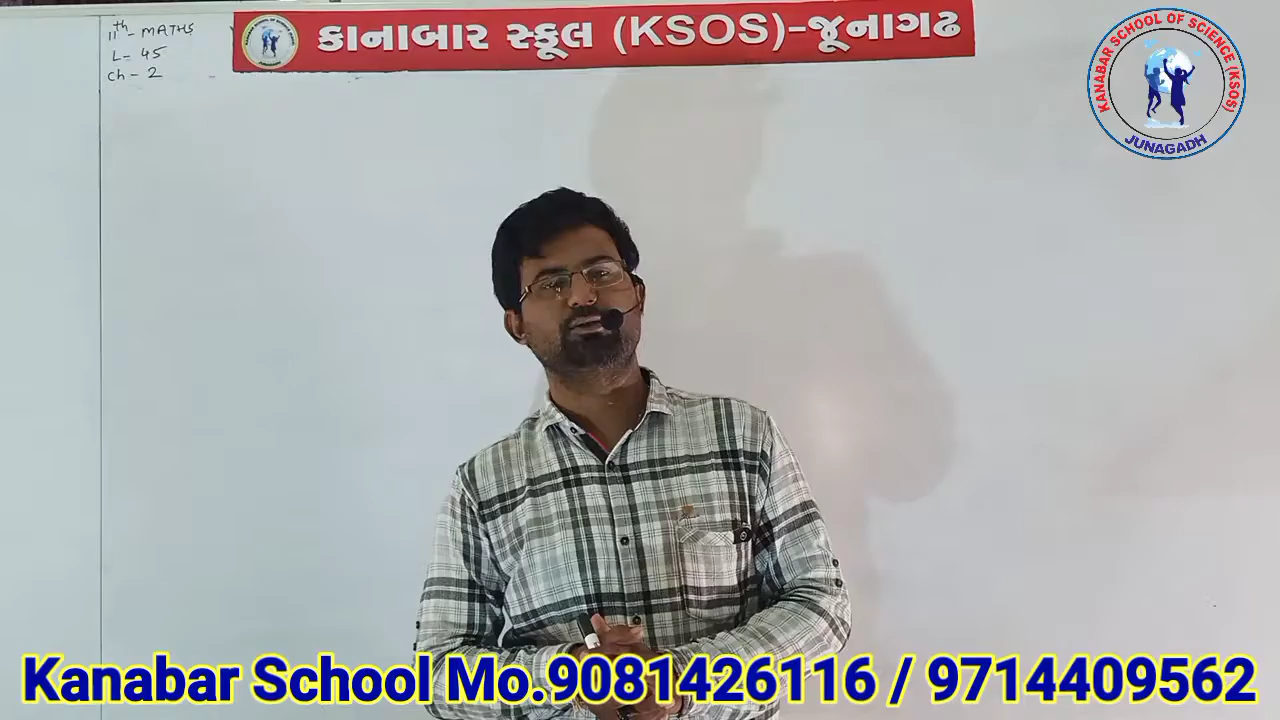 11th - MATHS
L - 45
Ch - 2
કાનાબાર સ્કૂલ (KSOS)-જૂનાગઢ
KANABAR SCHOOL OF SCIENCE (KSOS)
JUNAGADH
Kanabar School Mo.9081426116 / 9714409562